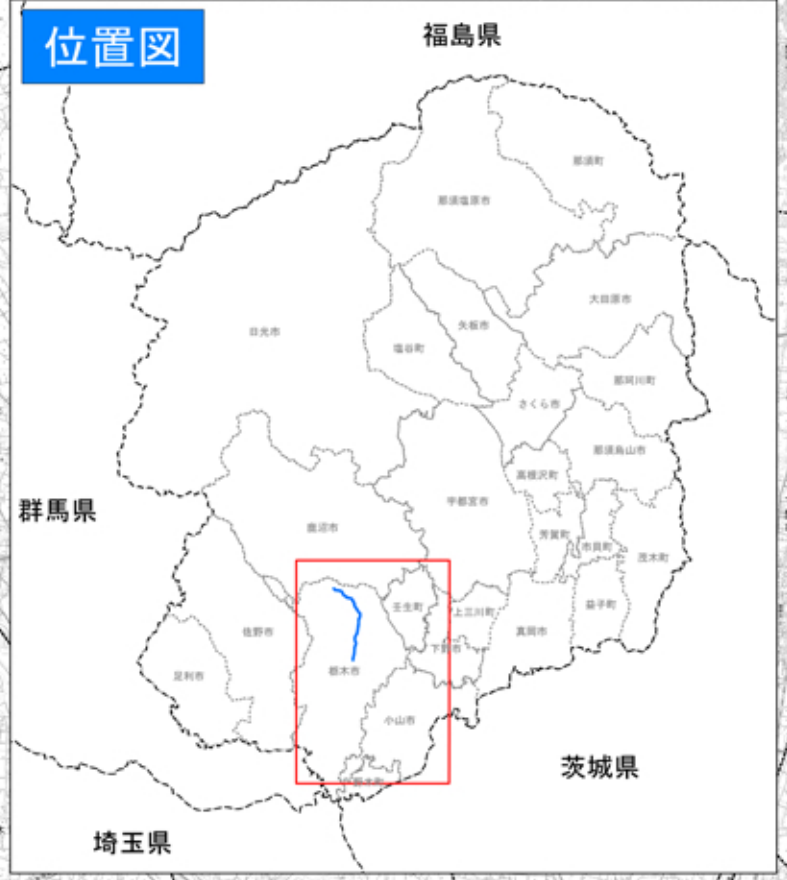 位置図
福島県
那須町
那須塩原市
大田原市
矢板市
日光市
塩谷町
那珂川町
さくら市
那須烏山市
高根沢町
宇都宮市
群馬県
鹿沼市
芳賀町
市貝町
茂木町
壬生町
上三川町
益子町
佐野市
真岡市
下野市
栃木市
足利市
小山市
茨城県
野木町
埼玉県